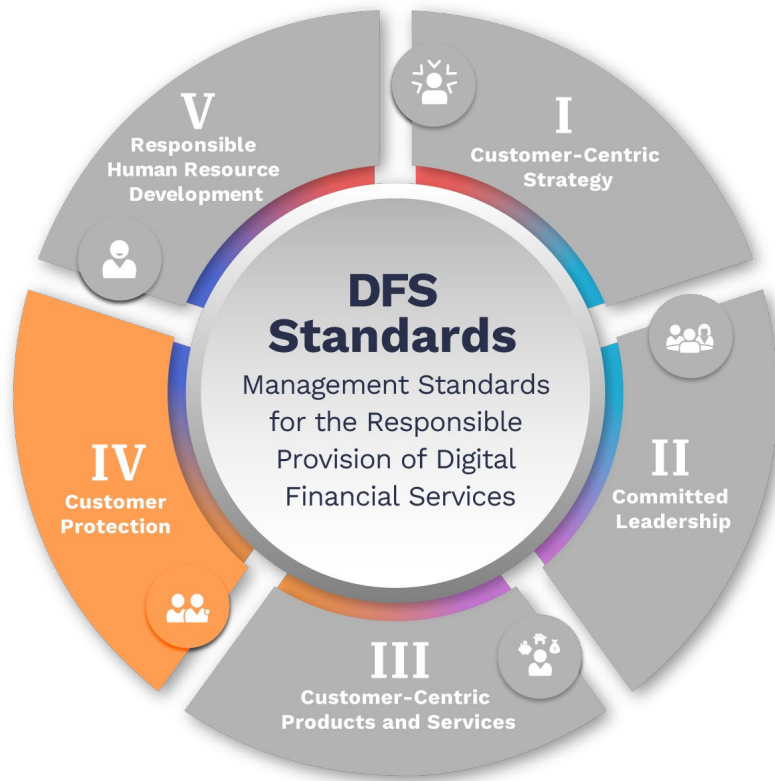 DFS
Standards
Management Standards
for the Responsible
Provision of Digital
Financial Services
I
Customer-Centric
Strategy
II
Committed
Leadership
III
Customer-Centric
Products and Services
IV
Customer
Protection
V
Responsible
Human Resource
Development